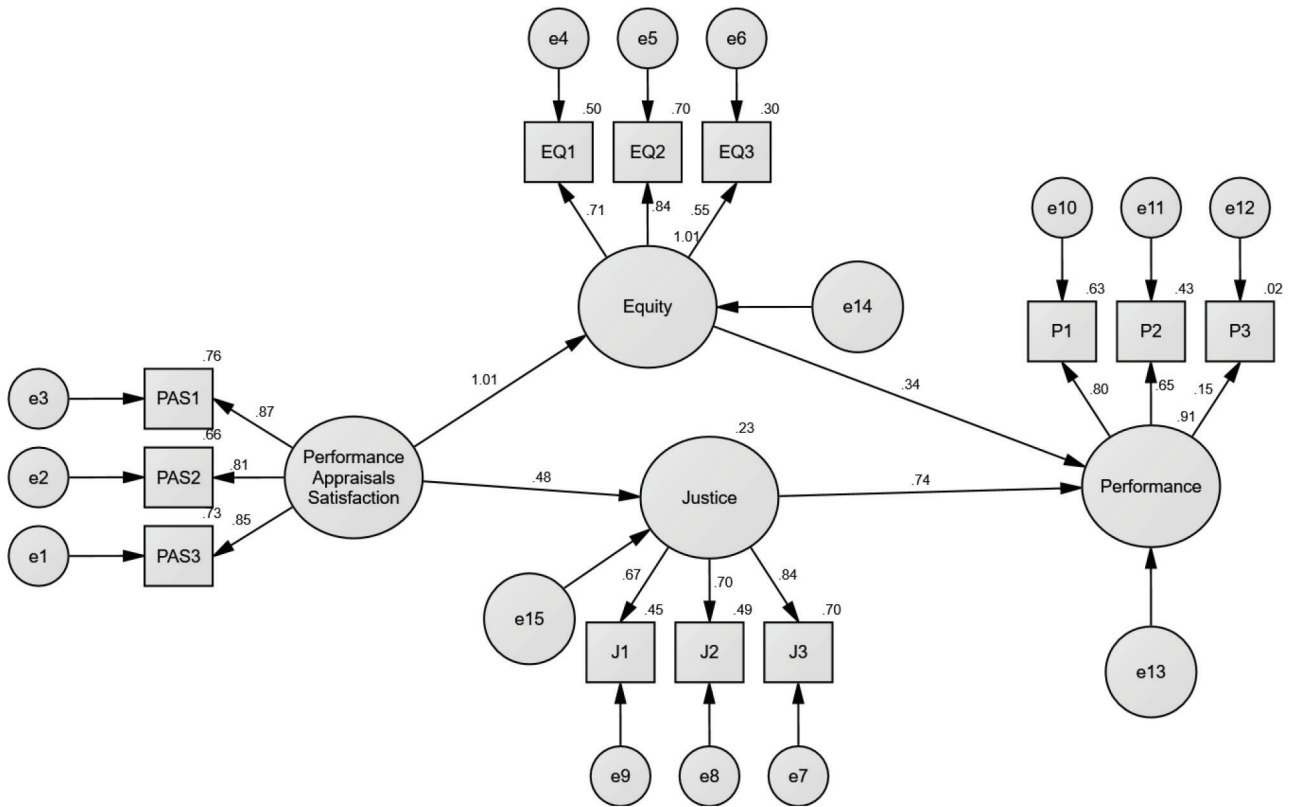 e4
e5
e6
.50
.70
.30
EQ1
EQ2
EQ3
.71
.84
.55
1.01
Equity
e14
e10
e11
e12
.63
.43
.02
P1
P2
P3
.80
.65
.15
.91
Performance
1.01
.34
.76
e3
PAS1
.87
.66
e2
PAS2
.81
.73
e1
PAS3
.85
Performance
Appraisals
Satisfaction
.48
.23
Justice
.74
e15
.67
.70
.84
.45
.49
.70
J1
J2
J3
e13
e9
e8
e7